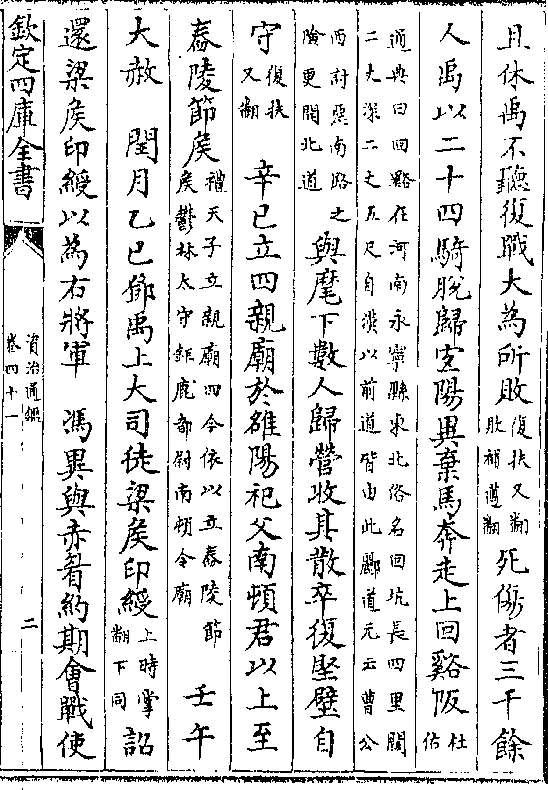 且休禹不聽復戰大為所敗復扶又翻敗補邁翻死傷者三千餘
人禹以二十四騎脫歸宜陽異棄馬奔走上回谿阪杜佑
通典曰回谿在河南永寧縣東北俗名回坑長四里闊
二丈深二丈五尺自漢以前道皆由此酈道元云曹公
西討惡南路之險更開北道與麾下數人歸營收其散卒復堅壁自
守復扶又翻 辛巳立四親廟於雒陽祀父南頓君以上至
舂陵節侯禮天子立親廟四今依以立舂陵節侯鬱林太守鉅鹿都尉南頓令廟 壬午
大赦 閏月乙巳鄧禹上大司徒梁侯印綬上時掌翻下同詔
還梁侯印綬以為右將軍 馮異與赤眉約期會戰使
欽定四庫全書
資治通鑑
卷四十一
二